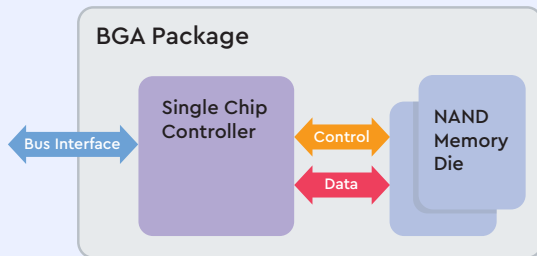 BGA Package
Single Chip
Controller
Bus Interface
Control
Data
NAND
Memory
Die